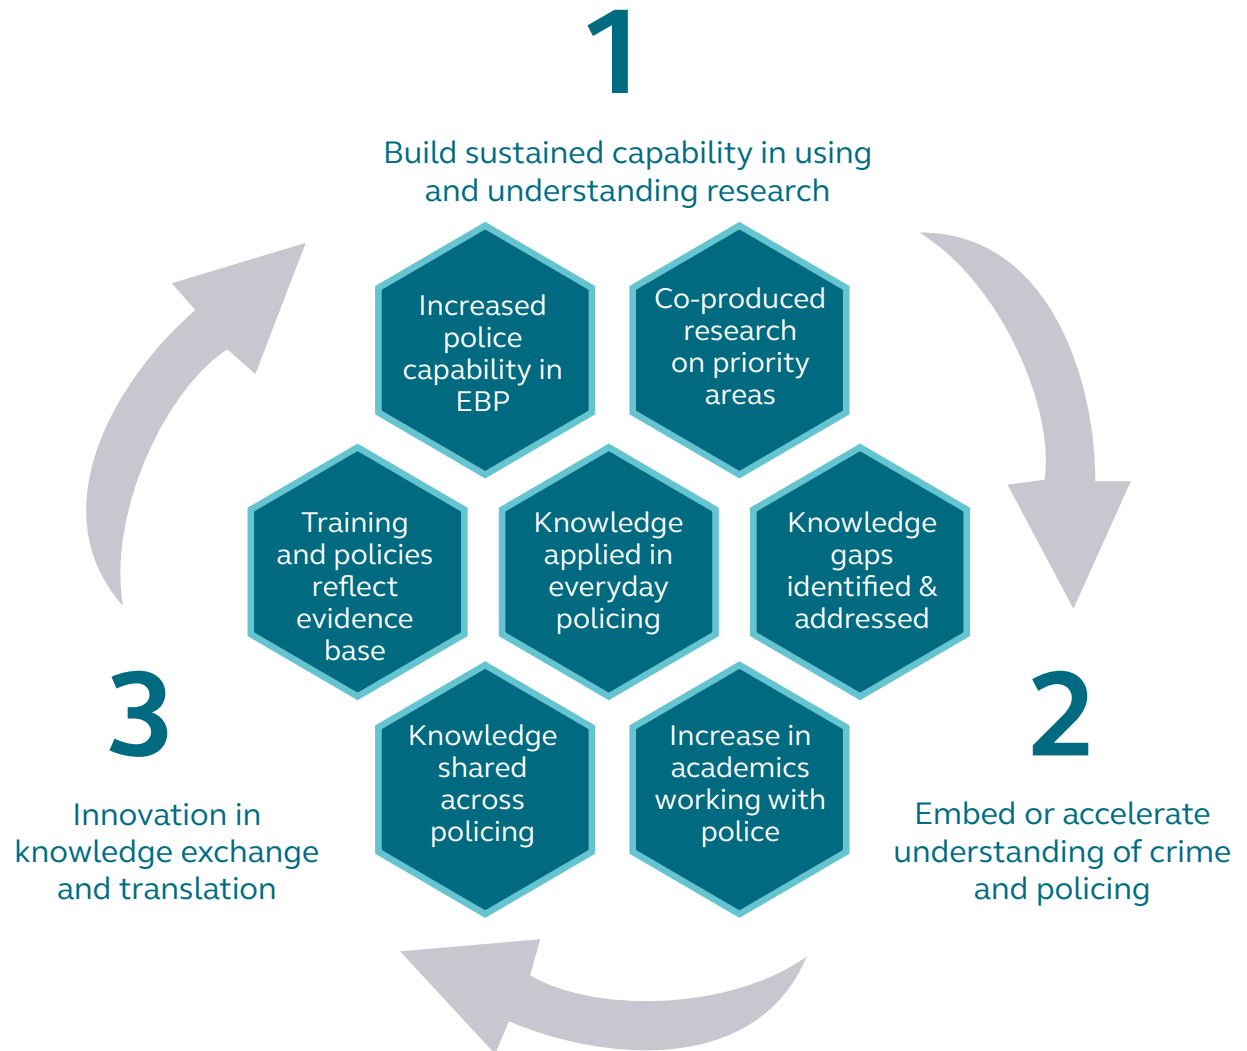 1
Build sustained capability in using
and understanding research
Increased
police
capability in
EBP
Co-produced
research
on priority
areas
Training
and policies
reflect
evidence
base
Knowledge
applied in
everyday
policing
Knowledge
gaps
identified &
addressed
Knowledge
shared
across
policing
Increase in
academics
working with
police
2
Embed or accelerate
understanding of crime
and policing
3
Innovation in
knowledge exchange
and translation